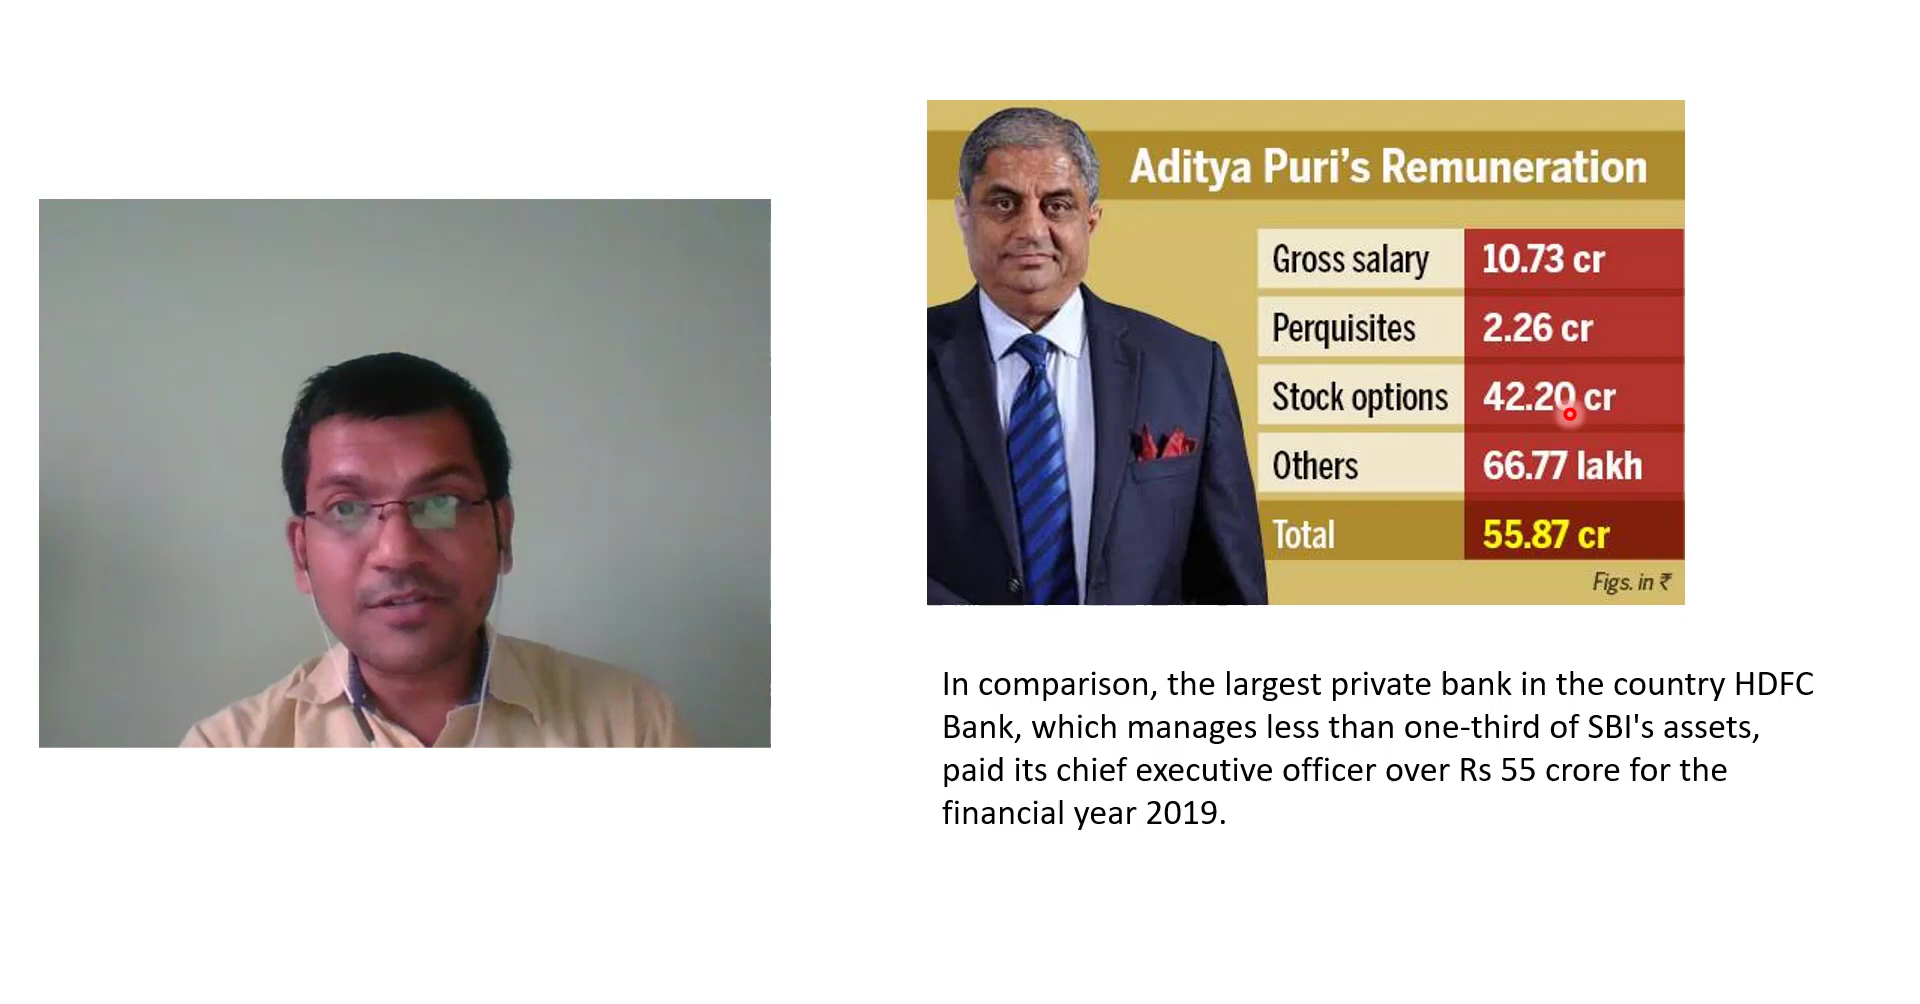 Aditya Puri’s Remuneration
Gross salary 10.73 cr
Perquisites 2.26 cr
Stock options 42.20 cr
Others 66.77 lakh
Total 55.87 cr
Figs. in ₹
In comparison, the largest private bank in the country HDFC
Bank, which manages less than one-third of SBI's assets,
paid its chief executive officer over Rs 55 crore for the
financial year 2019.